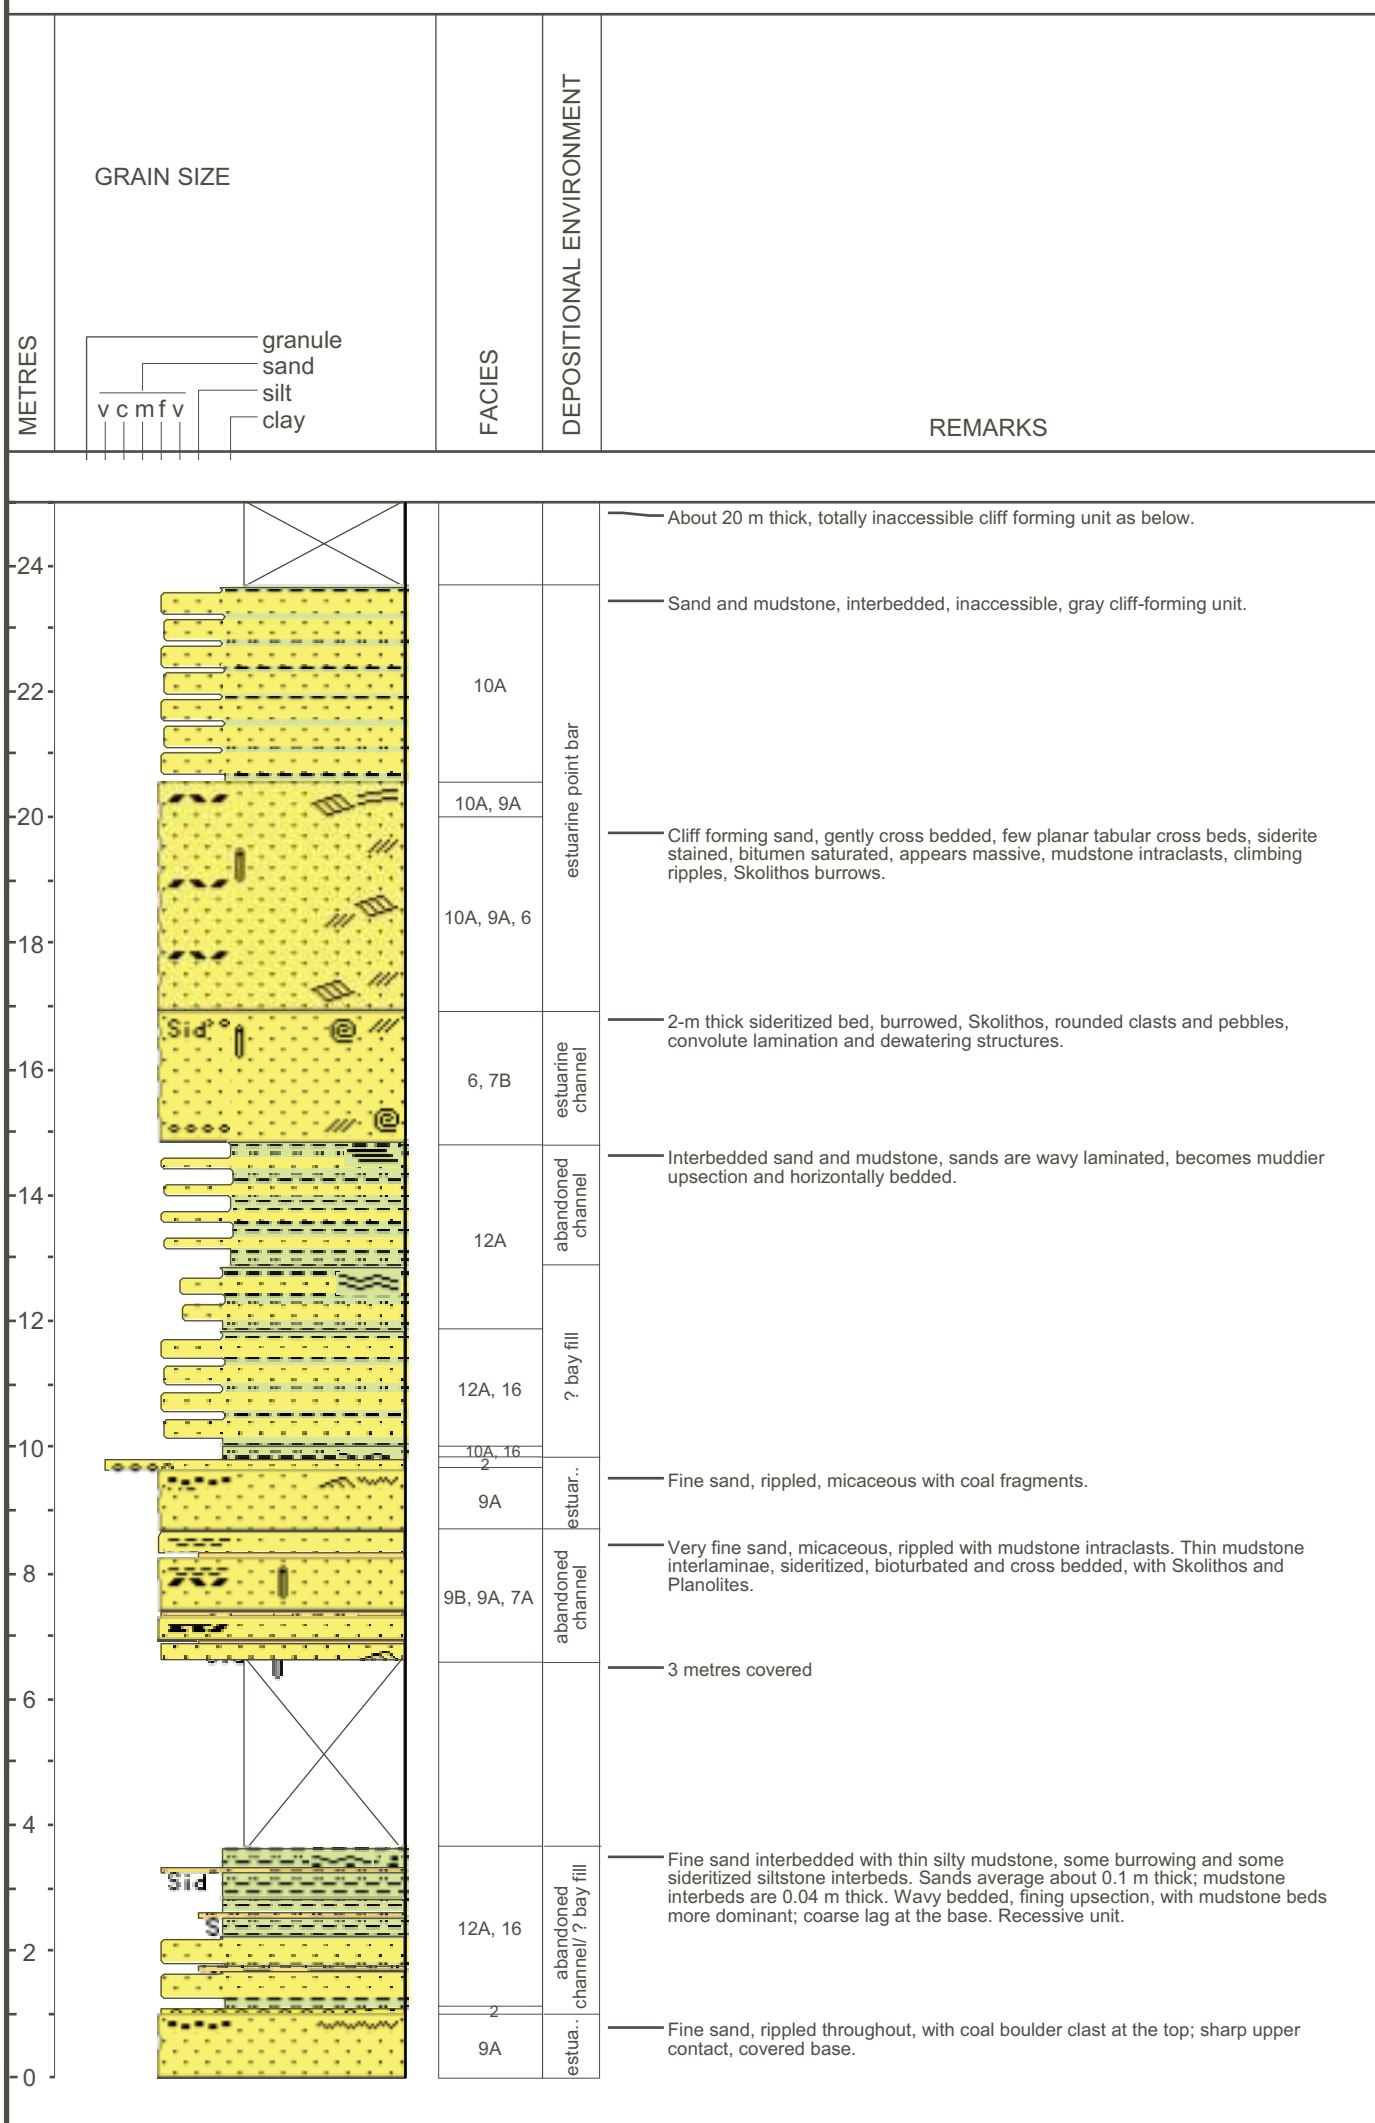 METRES
GRAIN SIZE
granule
sand
silt
clay
v c m f v
FACIES
DEPOSITIONAL ENVIRONMENT
REMARKS
About 20 m thick, totally inaccessible cliff forming unit as below.
24
Sand and mudstone, interbedded, inaccessible, gray cliff-forming unit.
22
10A
estuarine point bar
10A, 9A
20
Cliff forming sand, gently cross bedded, few planar tabular cross beds, siderite
stained, bitumen saturated, appears massive, mudstone intraclasts, climbing
ripples, Skolithos burrows.
10A, 9A, 6
18
Sid
2-m thick sideritized bed, burrowed, Skolithos, rounded clasts and pebbles,
convolute lamination and dewatering structures.
16
6, 7B
estuarine
channel
Interbedded sand and mudstone, sands are wavy laminated, becomes muddier
upsection and horizontally bedded.
14
12A
abandoned
channel
12
? bay fill
12A, 16
10
10A, 16
2
Fine sand, rippled, micaceous with coal fragments.
9A
estuar..
Very fine sand, micaceous, rippled with mudstone intraclasts. Thin mudstone
interlaminae, sideritized, bioturbated and cross bedded, with Skolithos and
Planolites.
8
9B, 9A, 7A
abandoned
channel
3 metres covered
6
4
Fine sand interbedded with thin silty mudstone, some burrowing and some
sideritized siltstone interbeds. Sands average about 0.1 m thick; mudstone
interbeds are 0.04 m thick. Wavy bedded, fining upsection, with mudstone beds
more dominant; coarse lag at the base. Recessive unit.
Sid
S
12A, 16
abandoned
channel/ ? bay fill
2
2
Fine sand, rippled throughout, with coal boulder clast at the top; sharp upper
contact, covered base.
9A
estua..
0